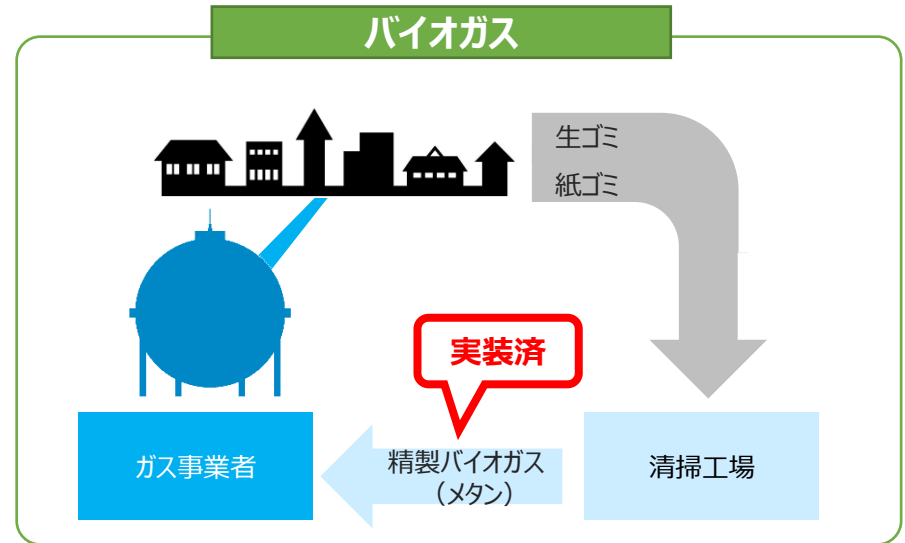 バイオガス
生ゴミ
紙ゴミ
実装済
ガス事業者
精製バイオガス
（メタン）
清掃工場